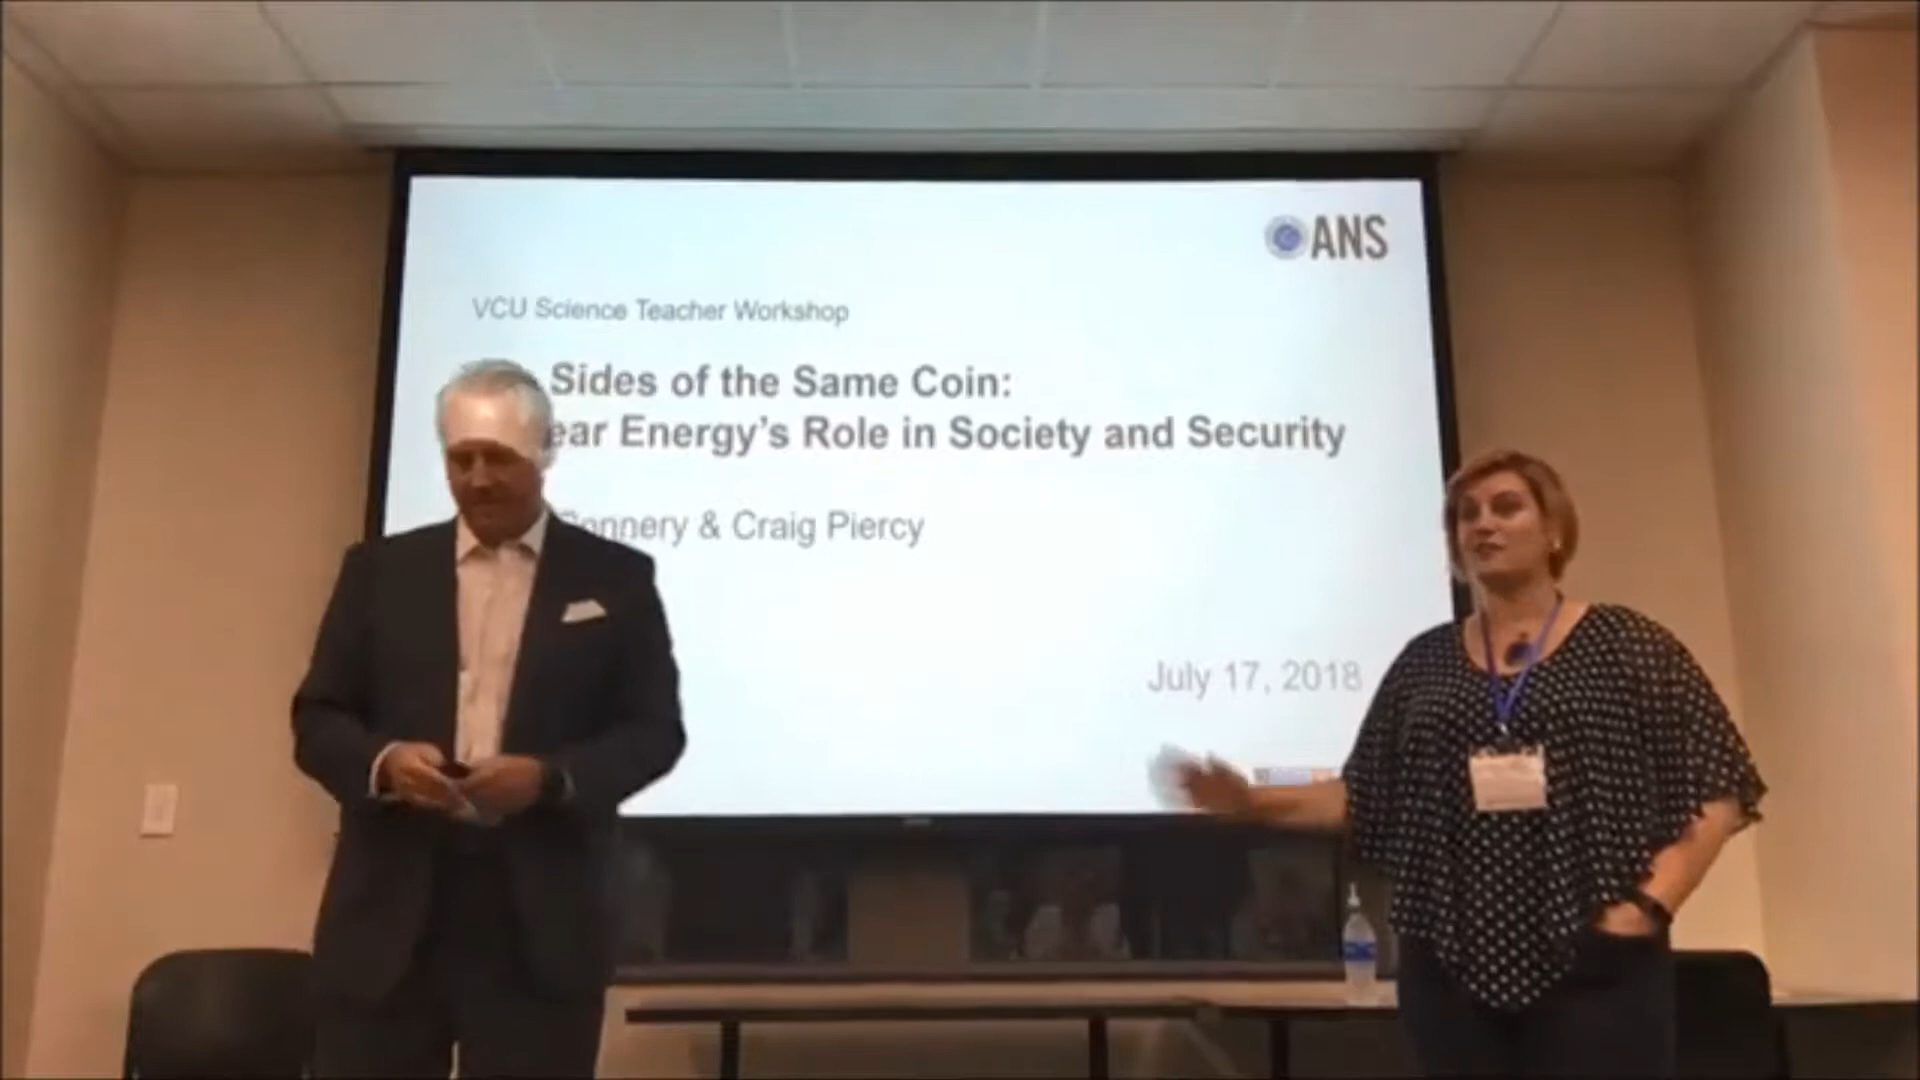 ANS
VCU Science Teacher Workshop
Sides of the Same Coin:
ear Energy's Role in Society and Security
& Craig Piercy
July 17, 2018